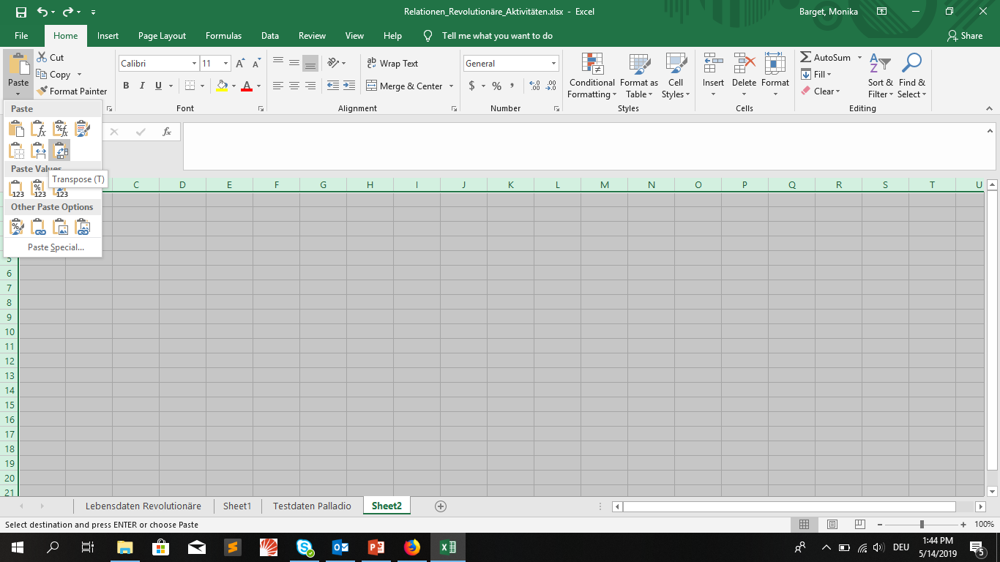 Relationen_Revolutionäre_Aktivitäten.xlsx - Excel
Barget, Monika
File Home Insert Page Layout Formulas Data Review View Help Tell me what you want to do Share
Paste
Cut
Copy
Format Painter
Calibri 11
B I U
Font
Wrap Text
Merge & Center
Alignment
General
$ % ,
Number
Conditional Formatting
Format as Table
Cell Styles
Styles
Insert Delete Format
Cells
AutoSum
Fill
Clear
Sort & Filter
Find & Select
Editing
Paste
Paste Values
Transpose (T)
123 123 123
Other Paste Options
Paste Special...
fx
C D E F G H I J K L M N O P Q R S T U
5
6
7
8
9
10
11
12
13
14
15
16
17
18
19
20
21
Lebensdaten Revolutionäre Sheet1 Testdaten Palladio Sheet2
Select destination and press ENTER or choose Paste
100%
DEU
1:44 PM
5/14/2019
5